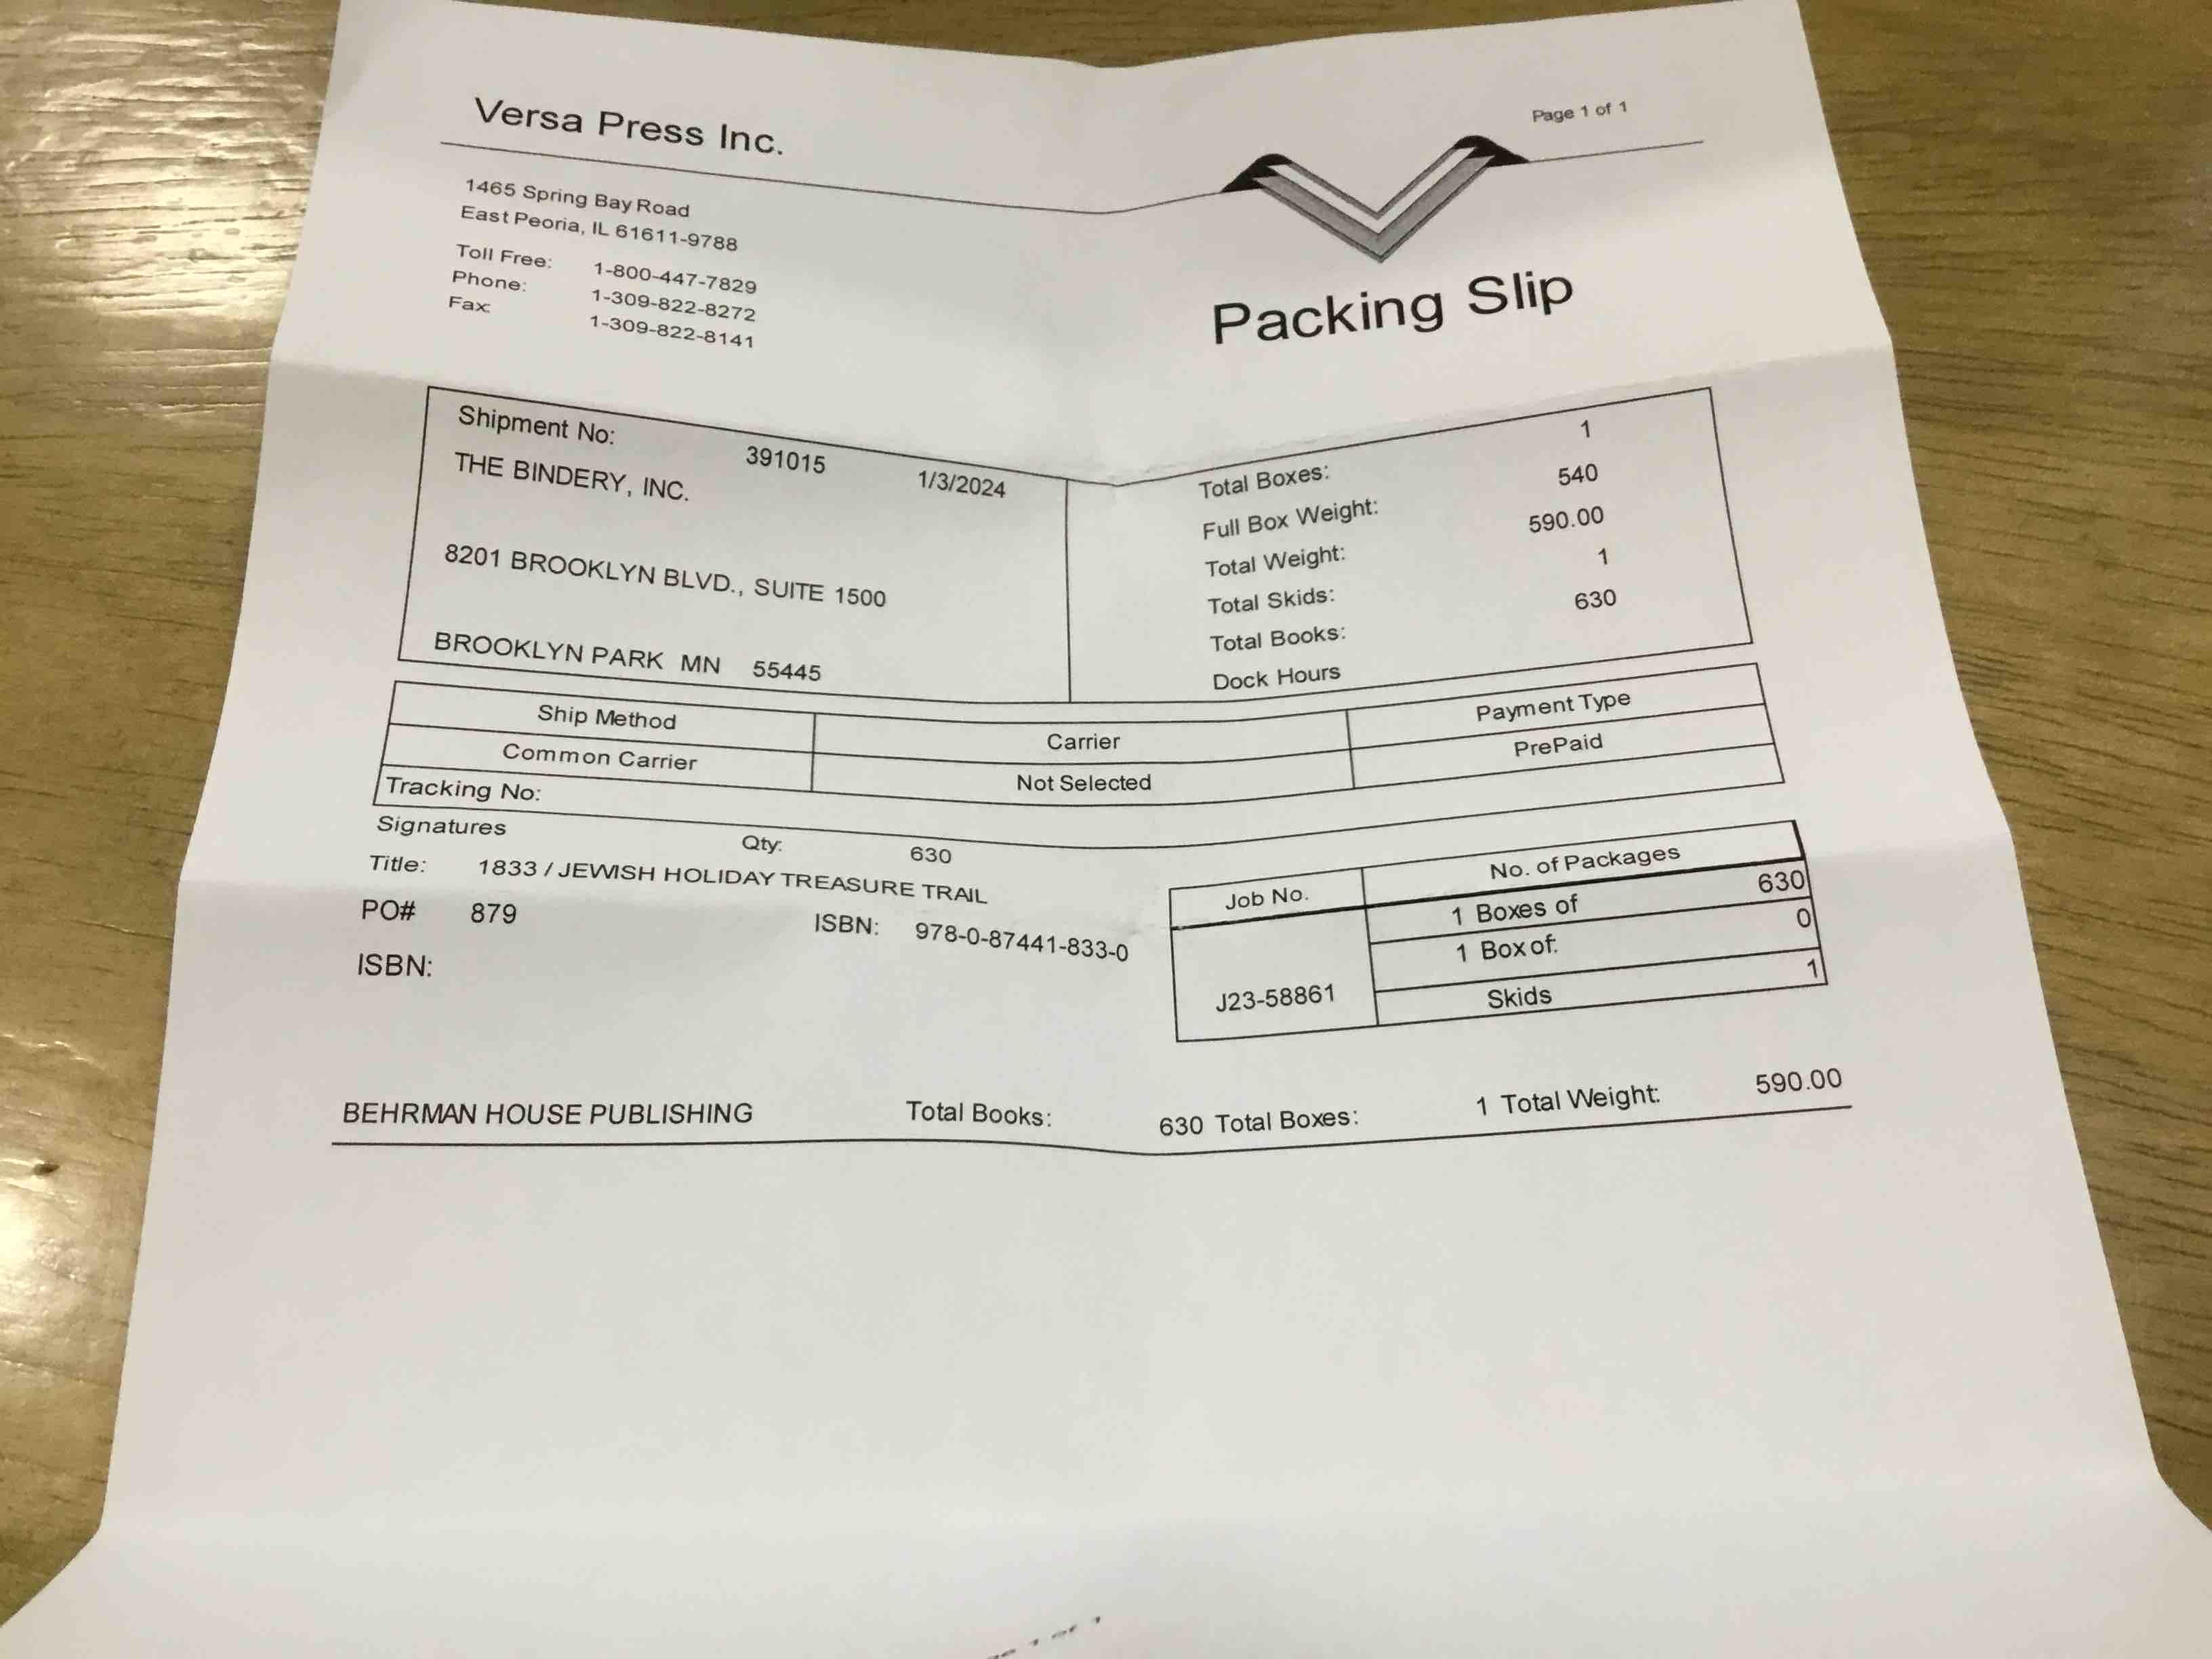 Page 1 of 1
Versa Press Inc.
1465 Spring Bay Road
East Peoria, IL 61611-9788
Toll Free: 1-800-447-7829
Phone: 1-309-822-8272
Fax: 1-309-822-8141
Packing Slip
Shipment No: 391015 1/3/2024
THE BINDERY, INC.
8201 BROOKLYN BLVD., SUITE 1500
BROOKLYN PARK MN 55445
Total Boxes: 1
Full Box Weight: 540
Total Weight: 590.00
Total Skids: 1
Total Books: 630
Dock Hours
Ship Method Carrier Payment Type
Common Carrier Not Selected PrePaid
Tracking No:
Signatures Qty: 630
Title: 1833 / JEWISH HOLIDAY TREASURE TRAIL
PO# 879 ISBN: 978-0-87441-833-0
ISBN:
Job No. No. of Packages
J23-58861
1 Boxes of 630
1 Box of: 0
Skids 1
BEHRMAN HOUSE PUBLISHING Total Books: 630 Total Boxes: 1 Total Weight: 590.00